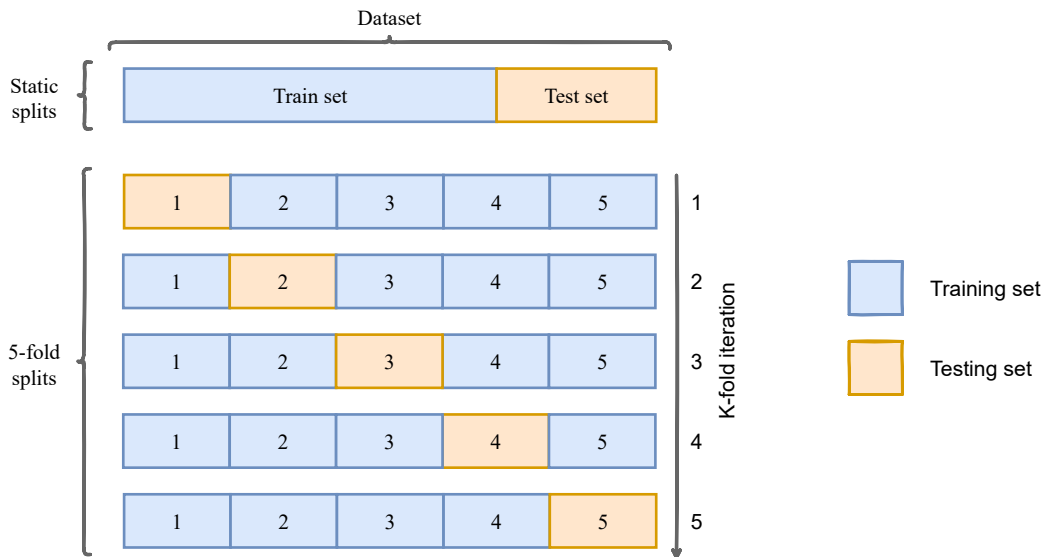 Dataset
Static
splits
Train set
Test set
5-fold
splits
1 2 3 4 5 1
1 2 3 4 5 2
1 2 3 4 5 3
1 2 3 4 5 4
1 2 3 4 5 5
K-fold iteration
Training set
Testing set